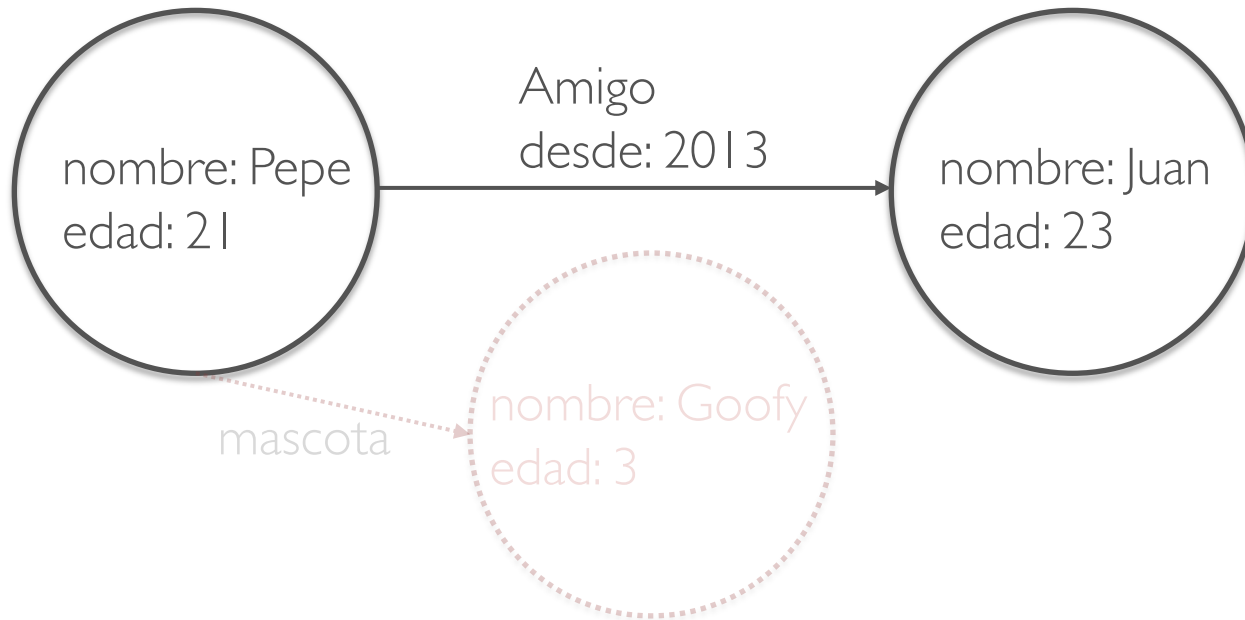 Amigo
desde: 2013
nombre: Pepe
edad: 21
nombre: Juan
edad: 23
mascota
nombre: Goofy
edad: 3